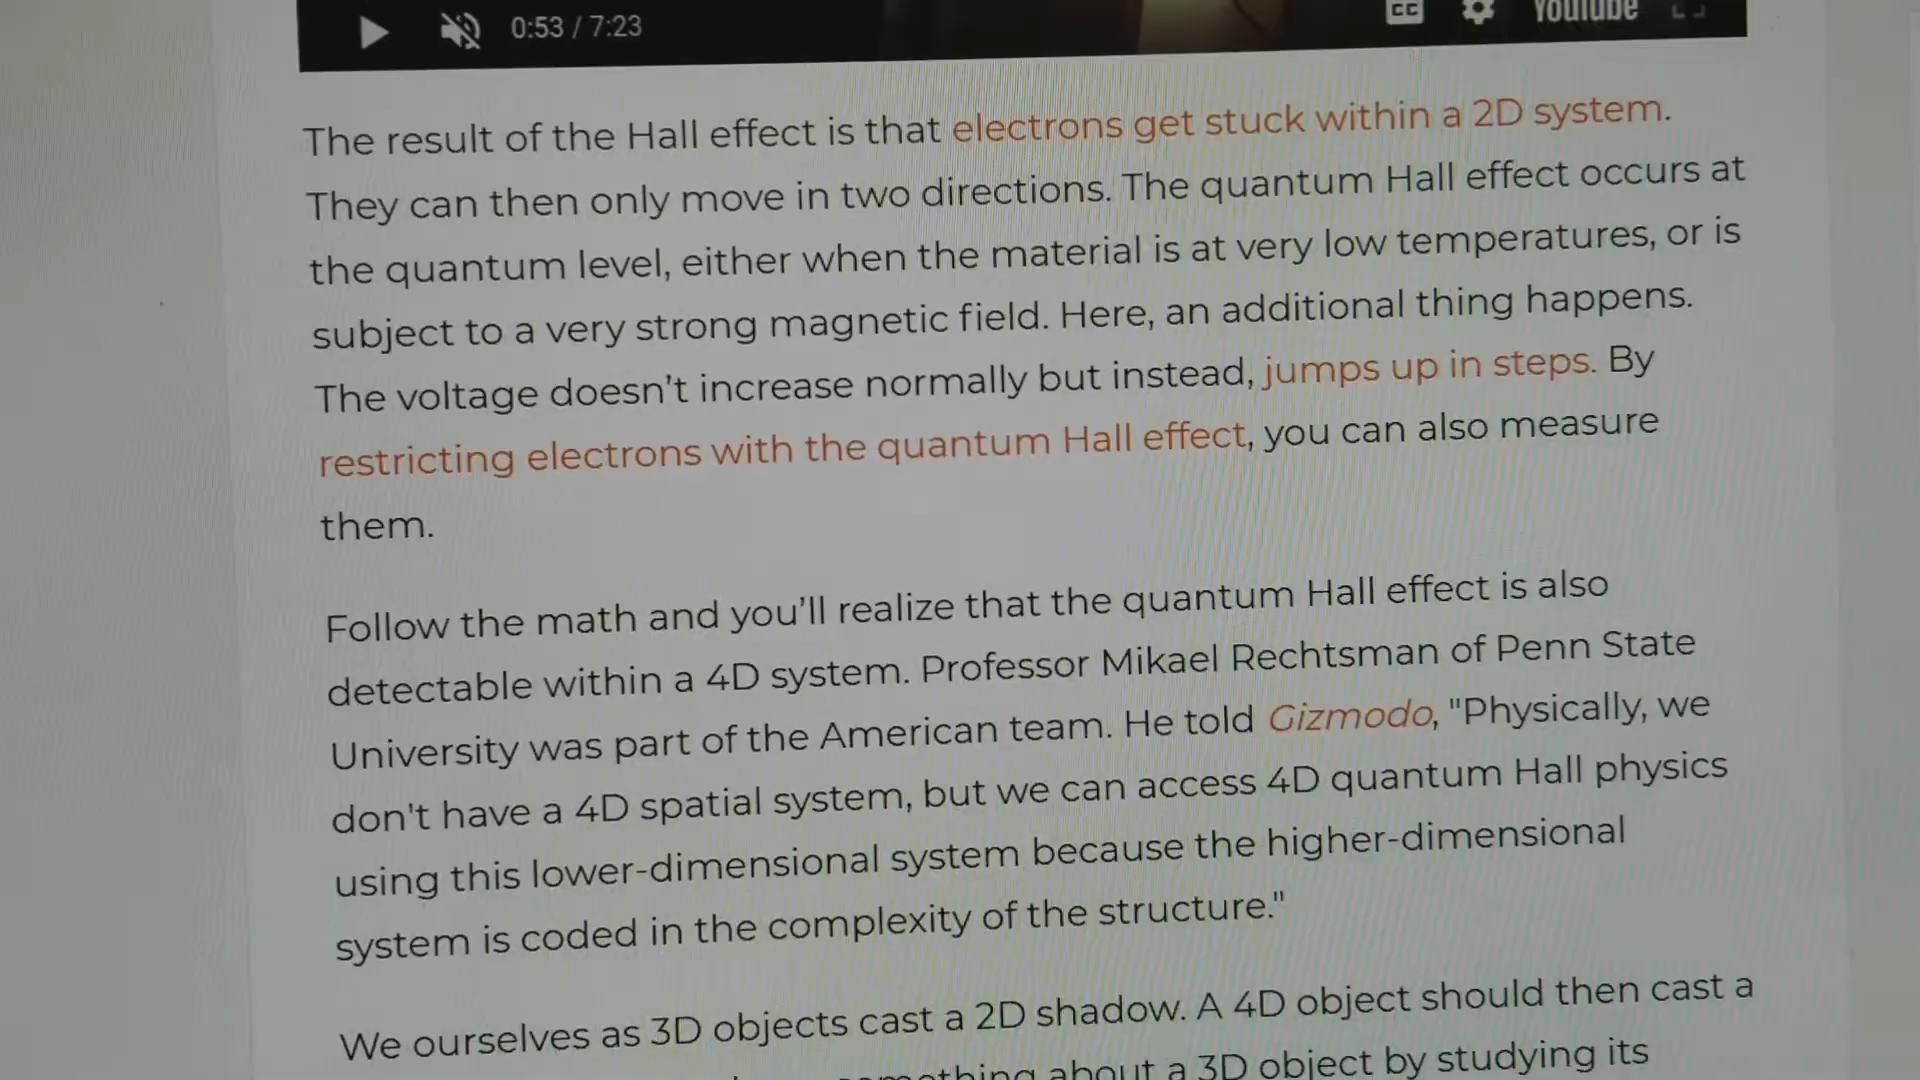 0:53 / 7:23
CC
YouTube
The result of the Hall effect is that electrons get stuck within a 2D system.
They can then only move in two directions. The quantum Hall effect occurs at
the quantum level, either when the material is at very low temperatures, or is
subject to a very strong magnetic field. Here, an additional thing happens.
The voltage doesn't increase normally but instead, jumps up in steps. By
restricting electrons with the quantum Hall effect, you can also measure
them.
Follow the math and you'll realize that the quantum Hall effect is also
detectable within a 4D system. Professor Mikael Rechtsman of Penn State
University was part of the American team. He told Gizmodo, "Physically, we
don't have a 4D spatial system, but we can access 4D quantum Hall physics
using this lower-dimensional system because the higher-dimensional
system is coded in the complexity of the structure."
We ourselves as 3D objects cast a 2D shadow. A 4D object should then cast a
something about a 3D object by studying its